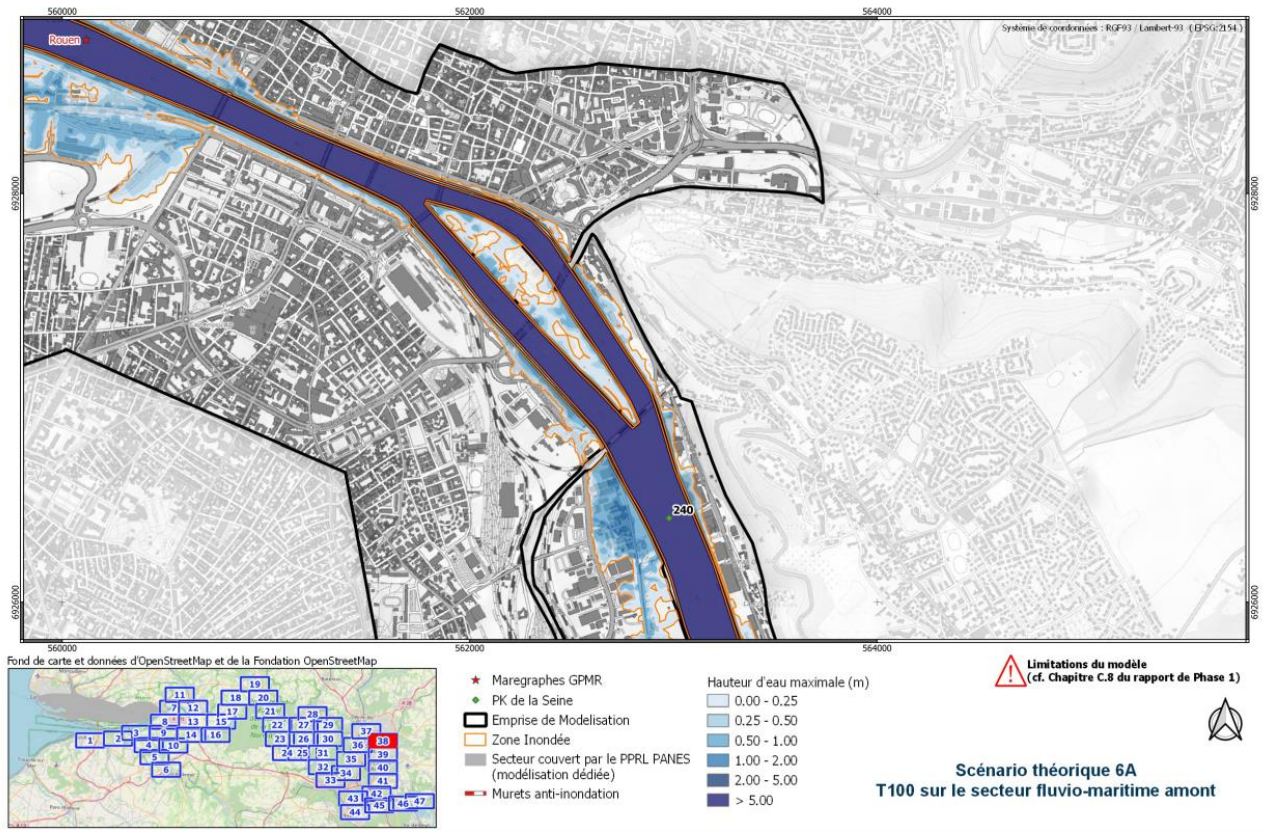 560000
562000
564000
Système de coordonnées : RGF93 / Lambert-93 ( EPSG:2154 )
Rouen
6928000
6928000
240
6926000
6926000
560000
562000
564000
Fond de carte et données d'OpenStreetMap et de la Fondation OpenStreetMap
19
11
18
20
7
12
17
21
28
8
13
15
22
27
29
37
1
2
3
9
14
16
23
26
30
36
38
4
10
24
25
31
39
5
35
6
32
34
40
33
41
42
43
45
46
47
44
Maregraphes GPMR
PK de la Seine
Emprise de Modelisation
Zone Inondée
Secteur couvert par le PPRL PANES
(modélisation dédiée)
Murets anti-inondation
Hauteur d'eau maximale (m)
0.00 - 0.25
0.25 - 0.50
0.50 - 1.00
1.00 - 2.00
2.00 - 5.00
> 5.00
Limitations du modèle
(cf. Chapitre C.8 du rapport de Phase 1)
Scénario théorique 6A
T100 sur le secteur fluvio-maritime amont